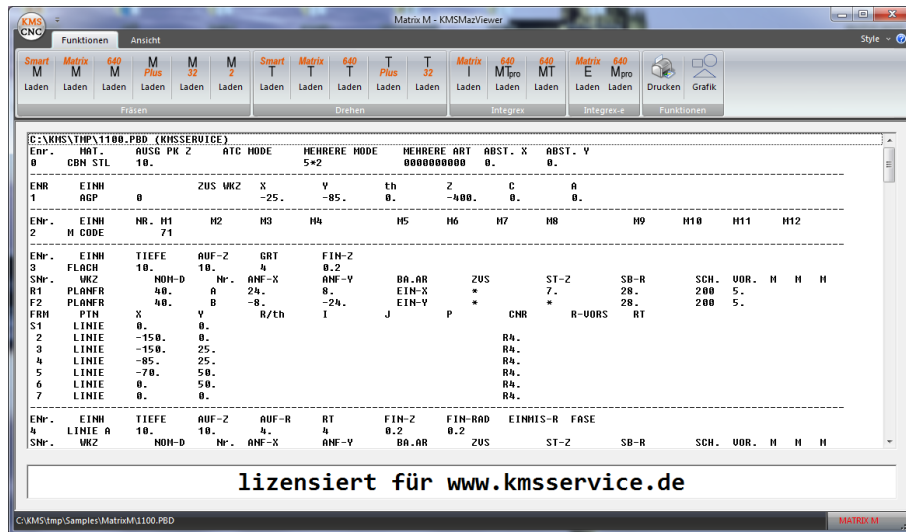 Matrix M - KMSMazViewer
KMS
CNC
Funktionen Ansicht Style
Smart Matrix 640 M M M Smart Matrix 640 T T Matrix 640 640 Matrix 640
M M M Plus 32 2 T T T Plus 32 I MTpro MT E Mpro
Laden Laden Laden Laden Laden Laden Laden Laden Laden Laden Laden Laden Laden Laden Laden Laden Drucken Grafik
Fräsen Drehen Integrex Integrex-e Funktionen
C:\KMS\TMP\1100.PBD (KMSSERVICE)
Enr. MAT. AUSG PK Z ATC MODE MEHRERE MODE MEHRERE ART ABST. X ABST. Y
0 CBN STL 10. 5*2 0000000000 0. 0.
ENR EINH ZUS WKZ X Y th Z C A
1 AGP 0 -25. -85. 0. -400. 0. 0.
ENr. EINH NR. M1 M2 M3 M4 M5 M6 M7 M8 M9 M10 M11 M12
2 M CODE 71
ENr. EINH TIEFE AUF-Z GRT FIN-Z
3 FLACH 10. 10. 4 0.2
SNr. WKZ NOM-D Nr. ANF-X ANF-Y BA.AR ZVS ST-Z SB-R SCH. VOR. M M M
R1 PLANFR 40. A 24. 8. EIN-X * 7. 28. 200 5.
F2 PLANFR 40. B -8. -24. EIN-Y * * 28. 200 5.
FRM PTN X Y R/th I J P CNR R-VORS RT
S1 LINIE 0. 0.
2 LINIE -150. 0. R4.
3 LINIE -150. 25. R4.
4 LINIE -85. 25. R4.
5 LINIE -70. 50. R4.
6 LINIE 0. 50. R4.
7 LINIE 0. 0. R4.
ENr. EINH TIEFE AUF-Z AUF-R RT FIN-Z FIN-RAD EINMIS-R FASE
4 LINIE A 10. 10. 4. 4 0.2 0.2
SNr. WKZ NOM-D Nr. ANF-X ANF-Y BA.AR ZVS ST-Z SB-R SCH. VOR. M M M
lizensiert für www.kmsservice.de
C:\KMS\tmp\Samples\MatrixM\1100.PBD MATRIX M